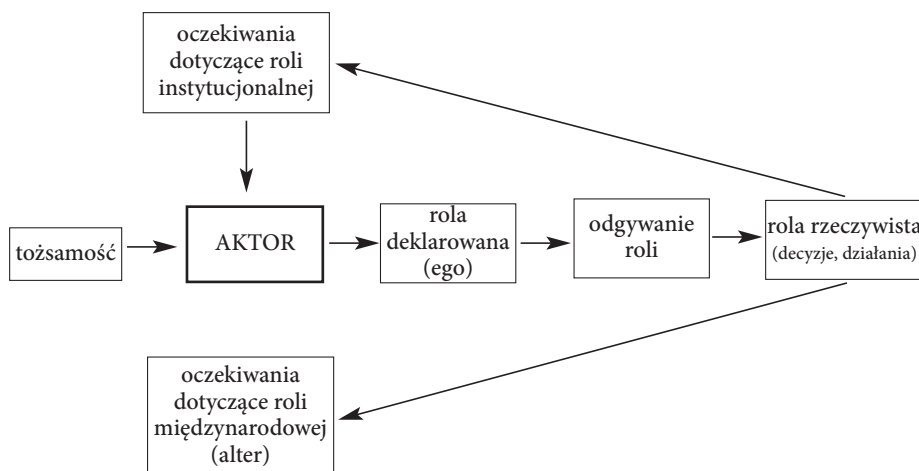 oczekiwania
dotyczące roli
instytucjonalnej
tożsamość
AKTOR
rola
deklarowana
(ego)
odgywanie
roli
rola rzeczywista
(decyzje, działania)
oczekiwania
dotyczące roli
międzynarodowej
(alter)